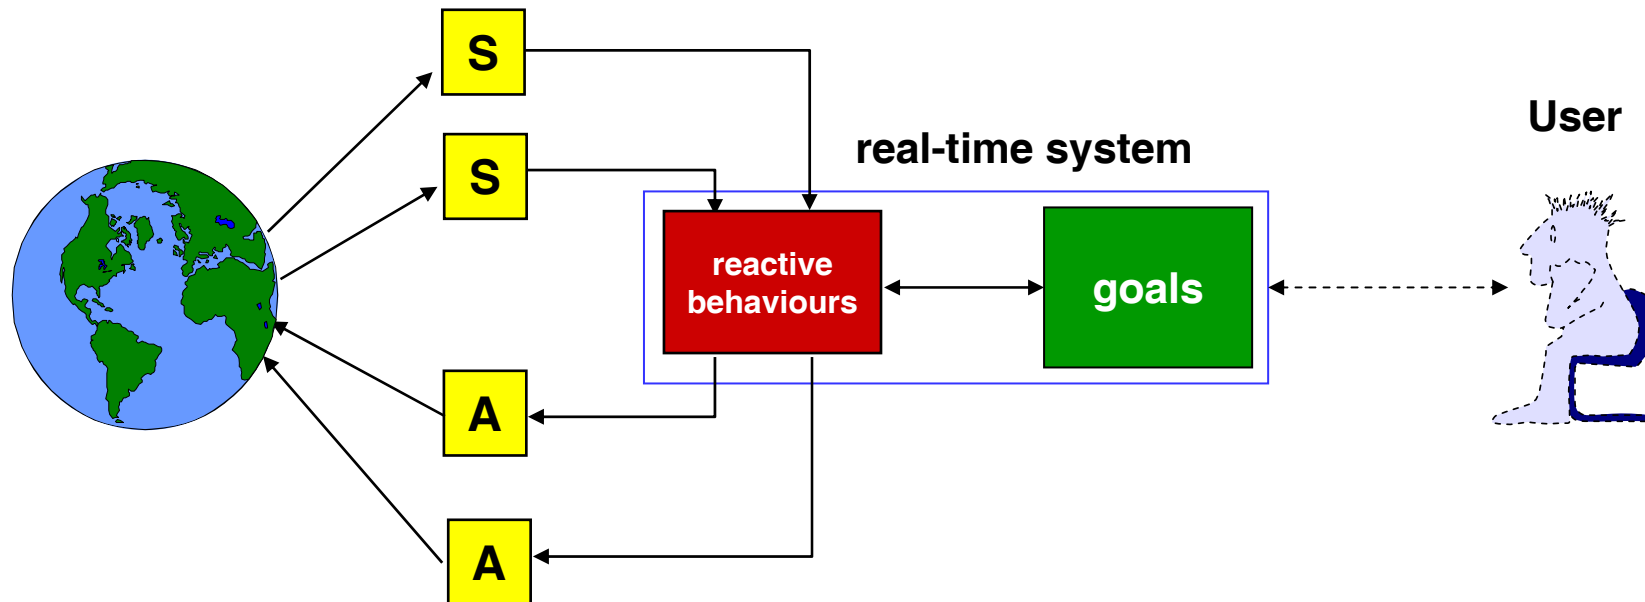 S
User
real-time system
S
reactive
behaviours
goals
A
A